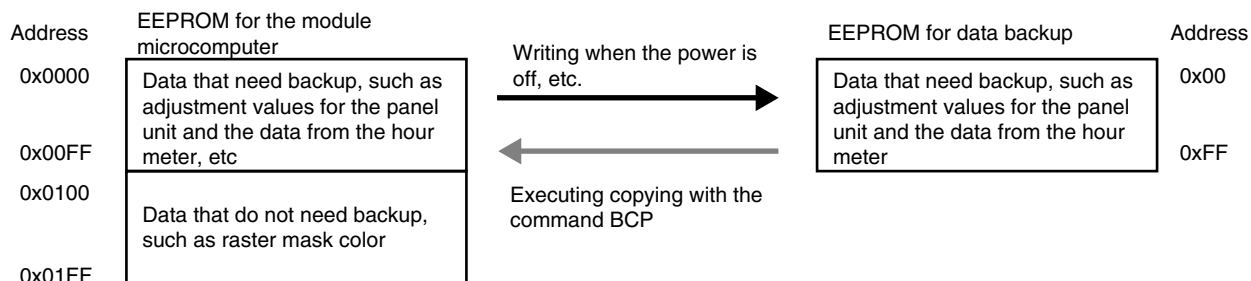 Address
EEPROM for the module
microcomputer
0x0000
Data that need backup, such as
adjustment values for the panel
unit and the data from the hour
meter, etc
0x00FF
0x0100
Data that do not need backup,
such as raster mask color
0x01FF
Writing when the power is
off, etc.
Executing copying with the
command BCP
EEPROM for data backup
Address
Data that need backup, such as
adjustment values for the panel
unit and the data from the hour
meter
0x00
0xFF